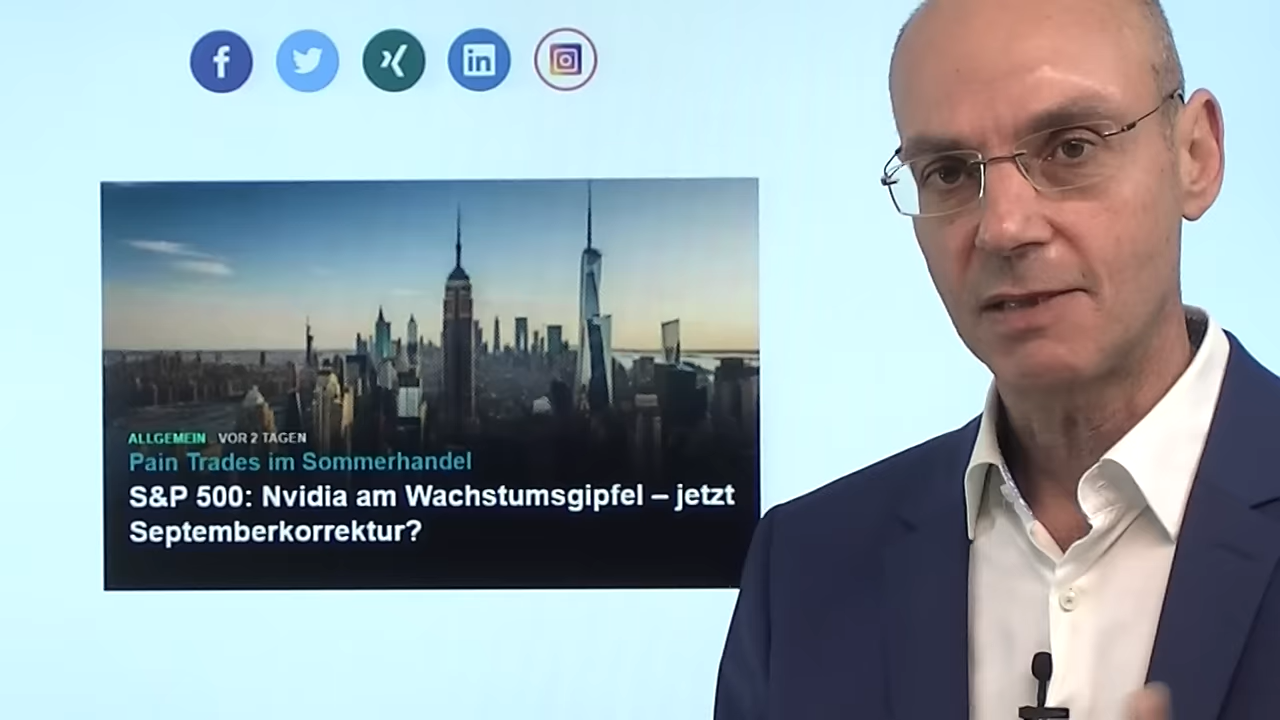 ALLGEMEIN VOR 2 TAGEN
Pain Trades im Sommerhandel
S&P 500: Nvidia am Wachstumsgipfel – jetzt
Septemberkorrektur?